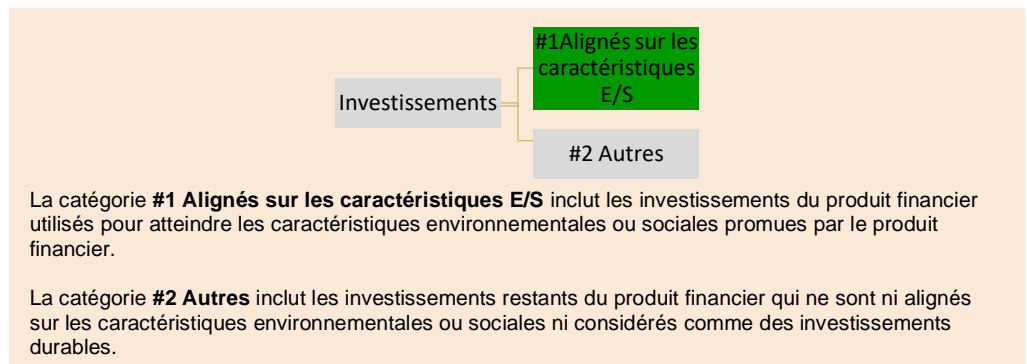 #1Alignés sur les
caractéristiques
E/S
Investissements
#2 Autres
La catégorie #1 Alignés sur les caractéristiques E/S inclut les investissements du produit financier
utilisés pour atteindre les caractéristiques environnementales ou sociales promues par le produit
financier.
La catégorie #2 Autres inclut les investissements restants du produit financier qui ne sont ni alignés
sur les caractéristiques environnementales ou sociales ni considérés comme des investissements
durables.